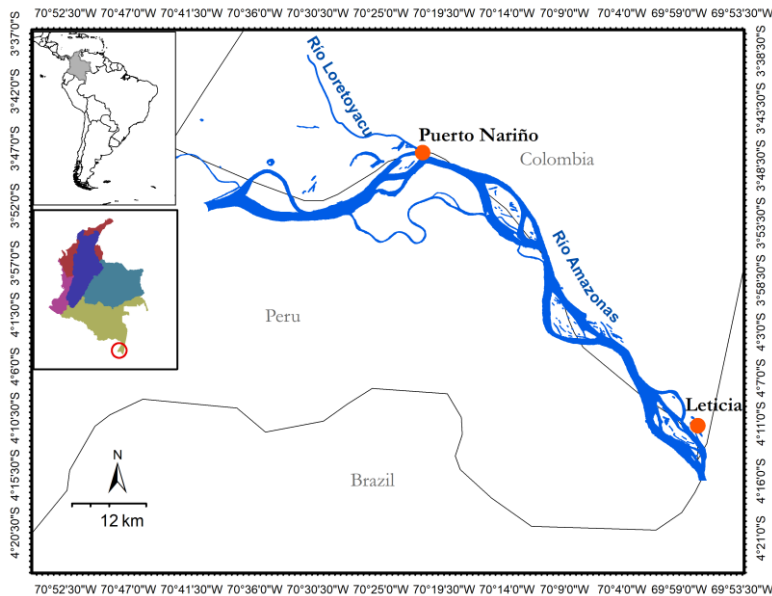 70°52'30"W 70°47'0"W 70°41'30"W 70°36'0"W 70°30'30"W 70°25'0"W 70°19'30"W 70°14'0"W 70°9'30"W 70°4'0"W 69°59'0"W 69°53'30"W
3°37'0"S
3°42'0"S
3°47'0"S
3°52'0"S
3°57'0"S
4°1'30"S
4°6'0"S
4°10'30"S
4°15'30"S
4°20'30"S
Río Loretoyacu
Puerto Nariño
Colombia
Río Amazonas
Peru
Leticia
Brazil
N
12 km
3°38'30"S
3°43'30"S
3°48'30"S
3°53'30"S
3°58'30"S
4°3'0"S
4°7'0"S
4°11'0"S
4°16'0"S
4°21'0"S
70°52'30"W 70°47'0"W 70°41'30"W 70°36'0"W 70°30'30"W 70°25'0"W 70°19'30"W 70°14'0"W 70°9'0"W 70°4'0"W 69°59'0"W 69°53'30"W